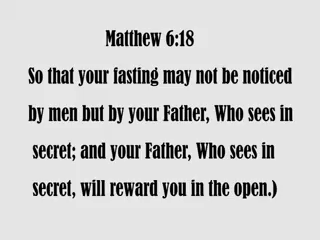 Matthew 6:18
So that your fasting may not be noticed
by men but by your Father, Who sees in
secret; and your Father, Who sees in
secret, will reward you in the open.)